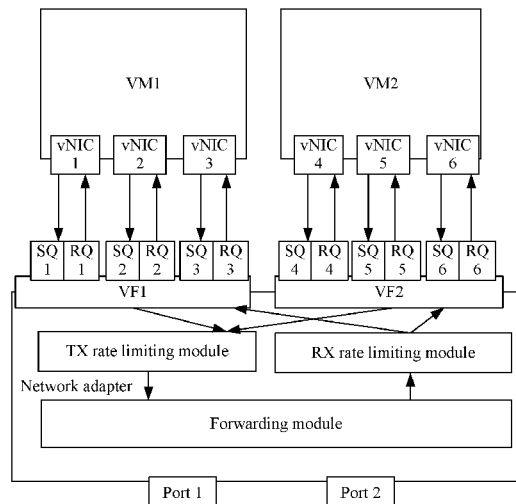 VM1
VM2
vNIC
1
vNIC
2
vNIC
3
vNIC
4
vNIC
5
vNIC
6
SQ
1
RQ
1
SQ
2
RQ
2
SQ
3
RQ
3
SQ
4
RQ
4
SQ
5
RQ
5
SQ
6
RQ
6
VF1
VF2
TX rate limiting module
RX rate limiting module
Network adapter
Forwarding module
Port 1
Port 2